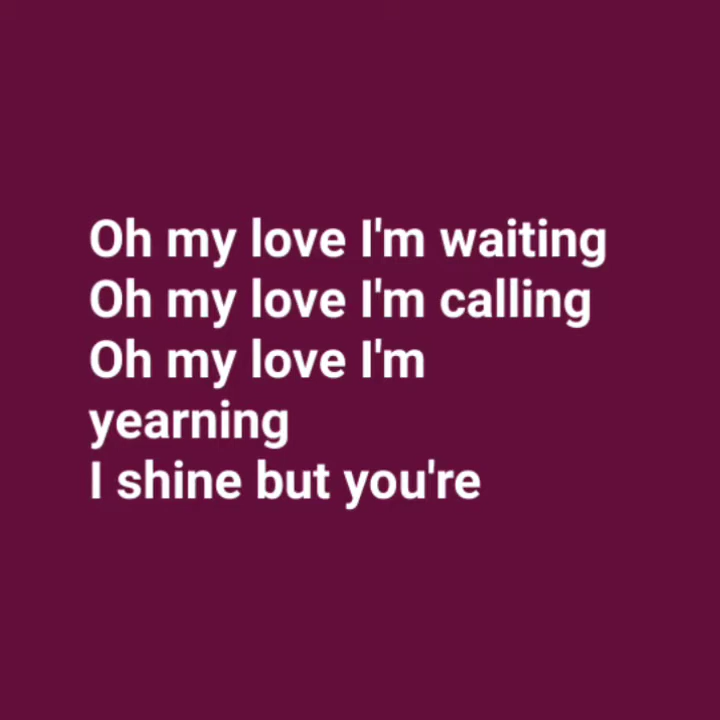 Oh my love I'm waiting
Oh my love I'm calling
Oh my love I'm
yearning
I shine but you're